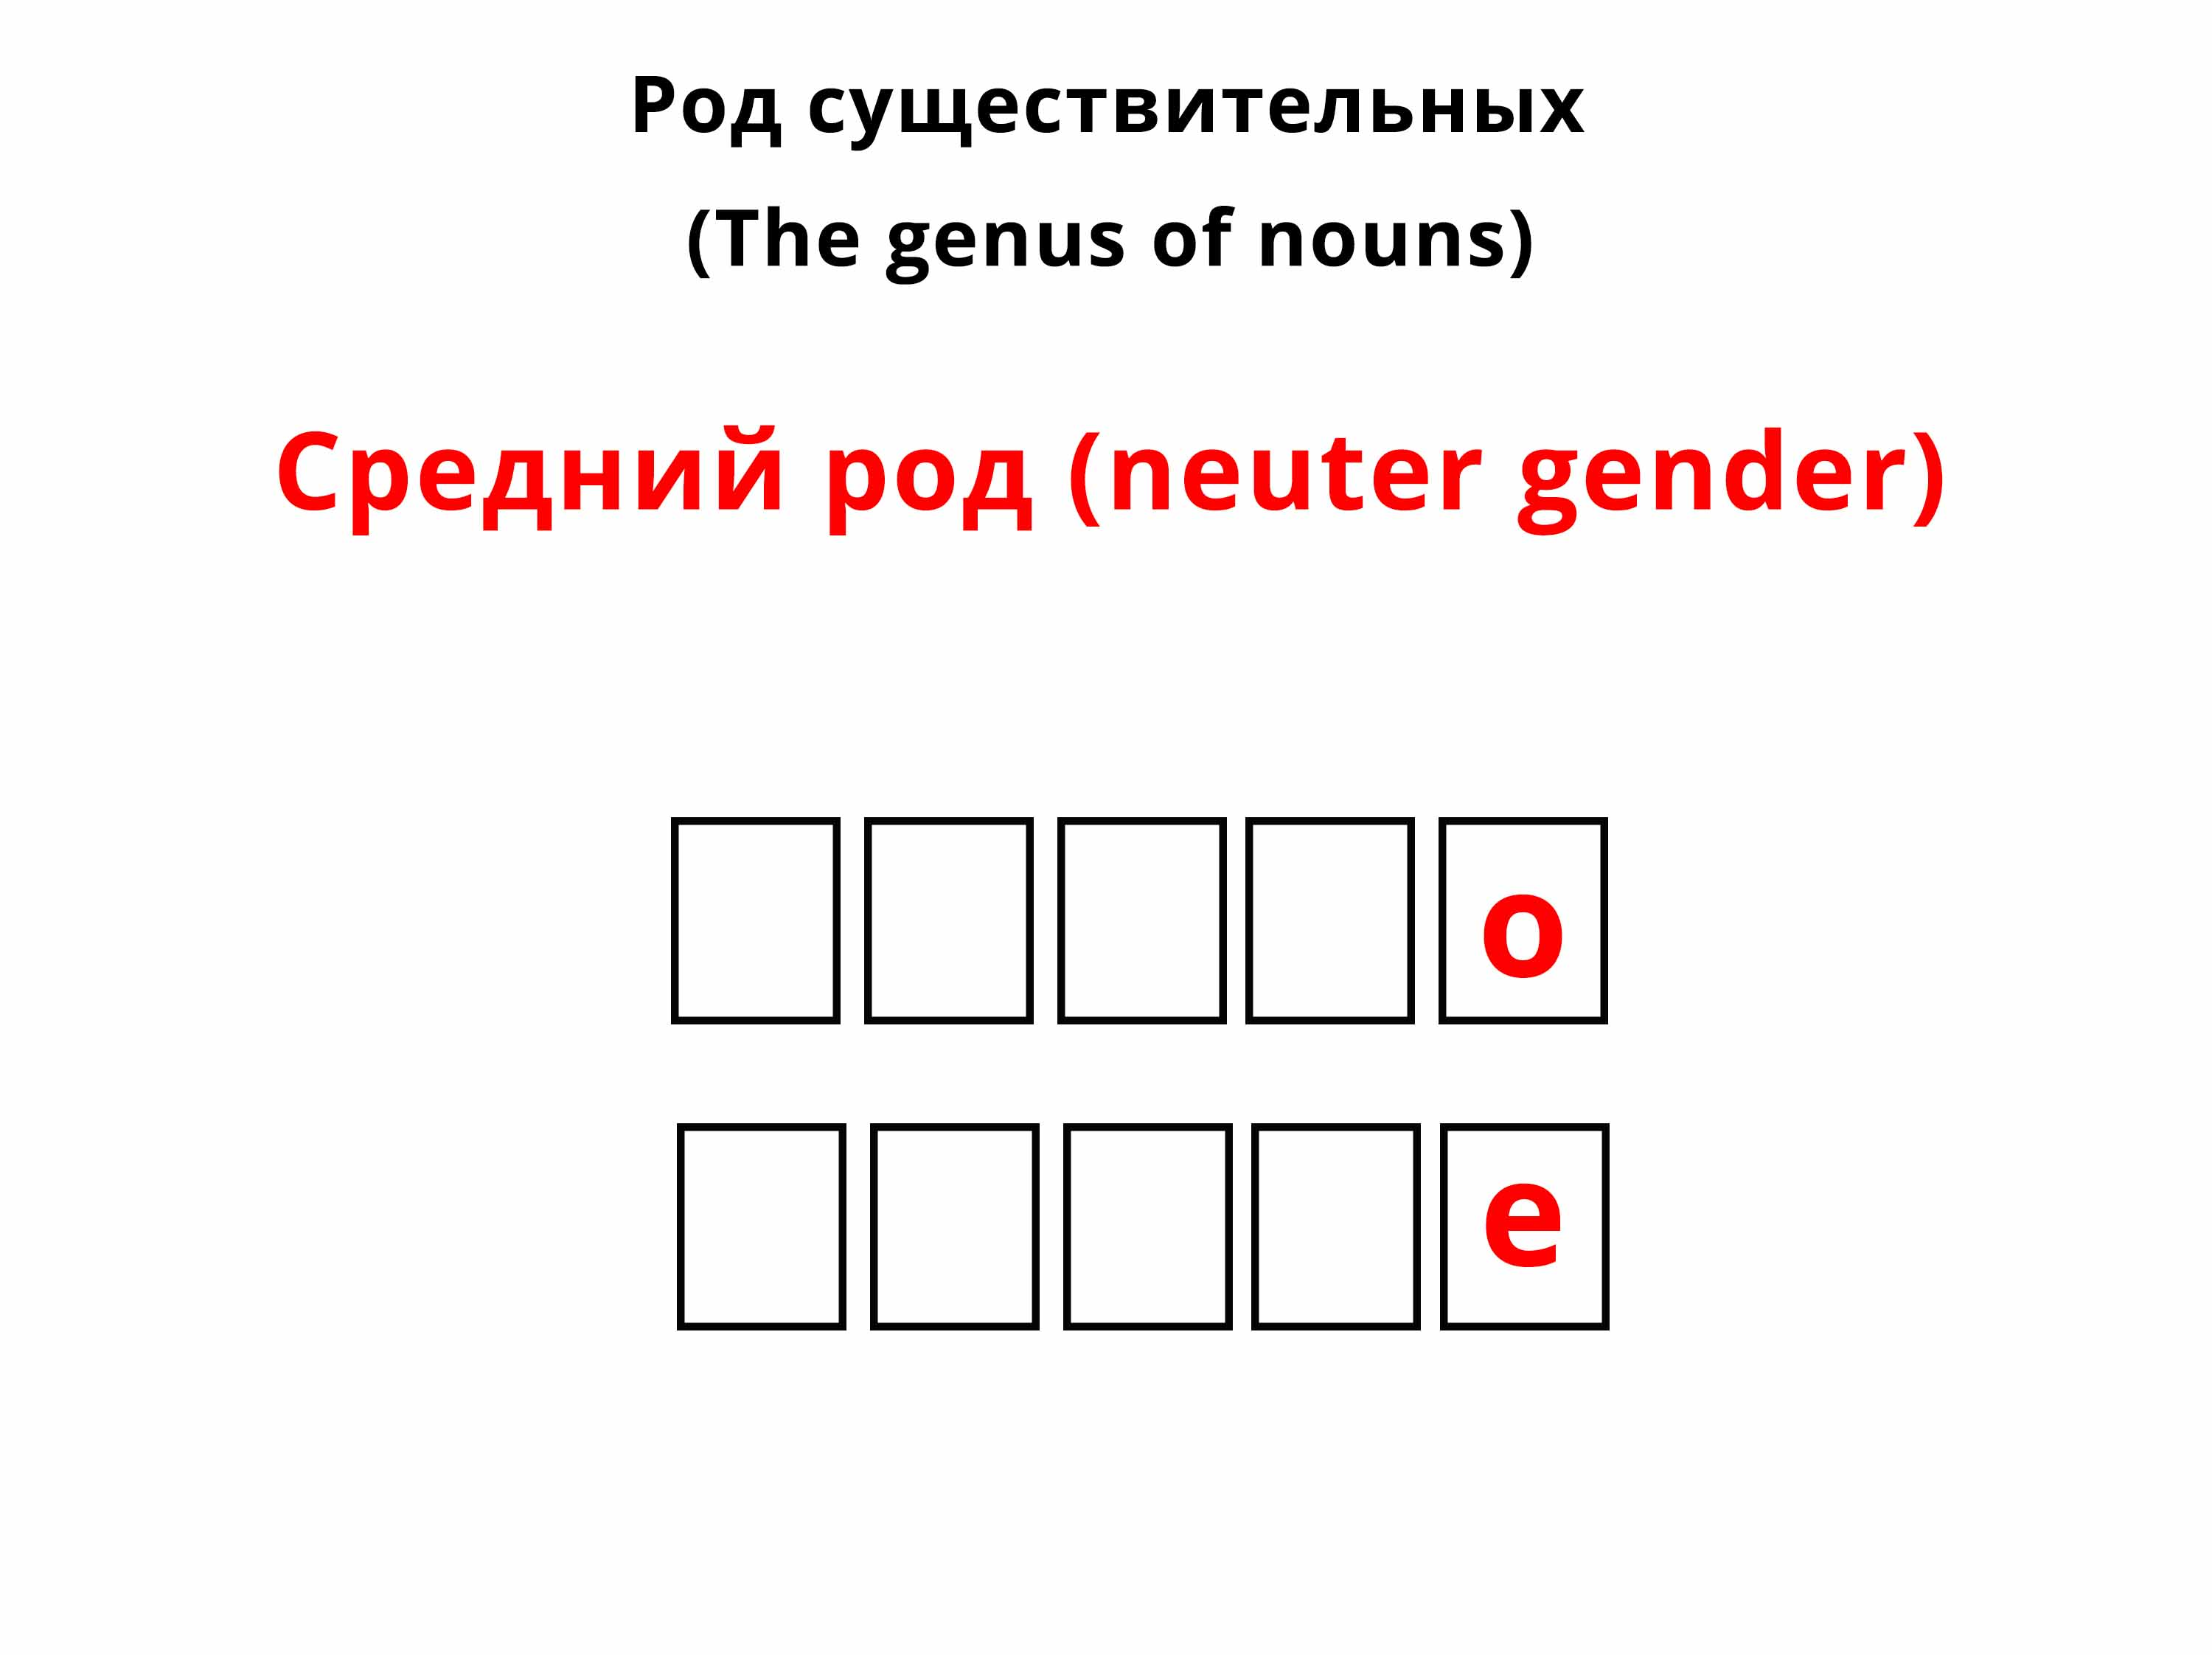 Род существительных
(The genus of nouns)
Средний род (neuter gender)
о
е